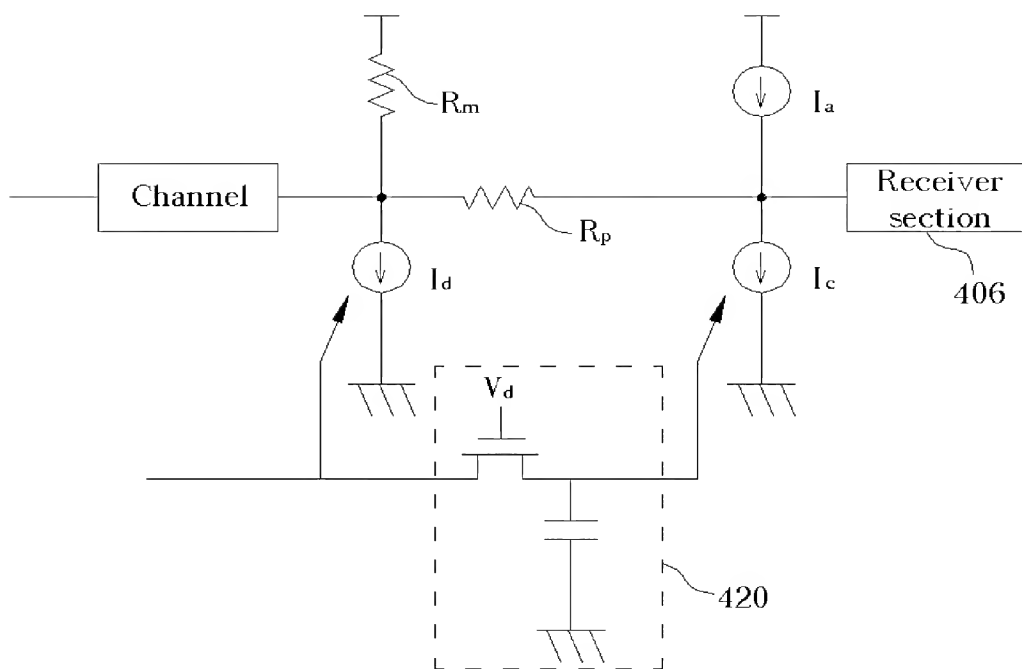 Rm
Ia
Channel
Rp
Receiver
section
Id
Ic
406
Vd
420